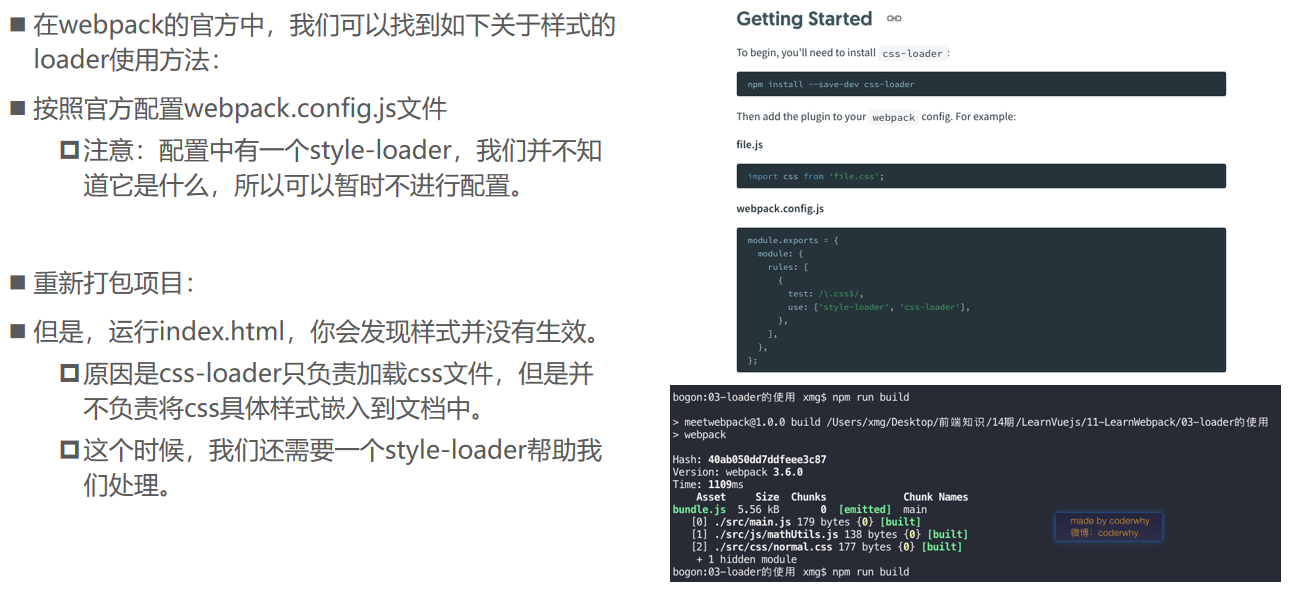 在webpack的官方中，我们可以找到如下关于样式的
loader使用方法：
按照官方配置webpack.config.js文件
注意：配置中有一个style-loader，我们并不知
道它是什么，所以可以暂时不进行配置。
重新打包项目：
但是，运行index.html，你会发现样式并没有生效。
原因是css-loader只负责加载css文件，但是并
不负责将css具体样式嵌入到文档中。
这个时候，我们还需要一个style-loader帮助我
们处理。
Getting Started
To begin, you'll need to install css-loader :
npm install --save-dev css-loader
Then add the plugin to your webpack config. For example:
file.js
import css from 'file.css';
webpack.config.js
module.exports = {
module: {
rules: [
{
test: /\.css$/,
use: ['style-loader', 'css-loader'],
},
],
},
};
bogon:03-loader的使用 xmg$ npm run build
> meetwebpack@1.0.0 build /Users/xmg/Desktop/前端知识/14期/LearnVuejs/11-LearnWebpack/03-loader的使用
> webpack
Hash: 40ab050dd7ddfeee3c87
Version: webpack 3.6.0
Time: 1109ms
Asset Size Chunks Chunk Names
bundle.js 5.56 kB 0 [emitted] main
[0] ./src/main.js 179 bytes {0} [built]
[1] ./src/js/mathUtils.js 138 bytes {0} [built]
[2] ./src/css/normal.css 177 bytes {0} [built]
+ 1 hidden module
bogon:03-loader的使用 xmg$ npm run build
made by coderwhy
微博：coderwhy